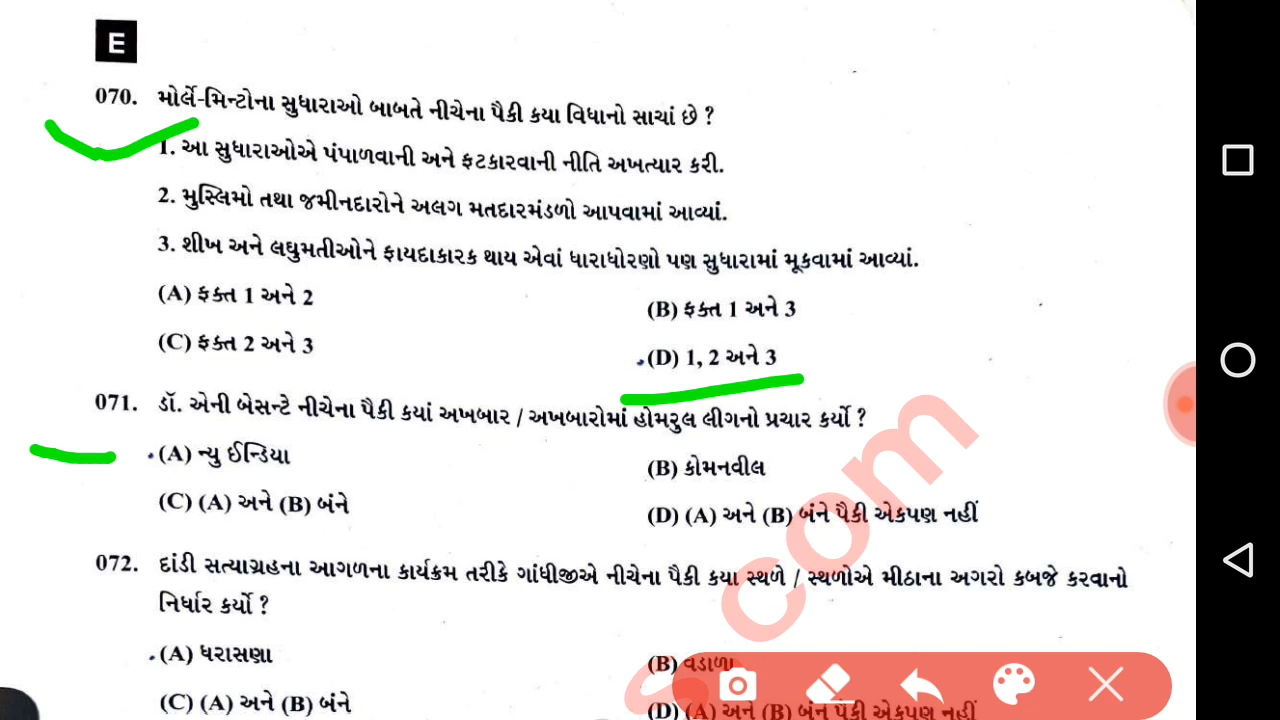 E
070. મોર્લે-મિન્ટોના સુધારાઓ બાબતે નીચેના પૈકી કયા વિધાનો સાચાં છે ?
1. આ સુધારાઓએ પંપાળવાની અને ફટકારવાની નીતિ અખત્યાર કરી.
2. મુસ્લિમો તથા જમીનદારોને અલગ મતદારમંડળો આપવામાં આવ્યાં.
3. શીખ અને લઘુમતીઓને ફાયદાકારક થાય એવાં ધારાધોરણો પણ સુધારામાં મૂકવામાં આવ્યાં.
(A) ફક્ત 1 અને 2
(B) ફક્ત 1 અને 3
(C) ફક્ત 2 અને 3
(D) 1, 2 અને 3
071. ડૉ. એની બેસન્ટે નીચેના પૈકી કયાં અખબાર / અખબારોમાં હોમરુલ લીગનો પ્રચાર કર્યો ?
(A) ન્યુ ઈન્ડિયા
(B) કોમનવીલ
(C) (A) અને (B) બંને
(D) (A) અને (B) બંને પૈકી એકપણ નહીં
072. દાંડી સત્યાગ્રહના આગળના કાર્યક્રમ તરીકે ગાંધીજીએ નીચેના પૈકી કયા સ્થળે / સ્થળોએ મીઠાના અગરો કબજે કરવાનો
નિર્ધાર કર્યો ?
(A) ધરાસણા
(B) વડાળા
(C) (A) અને (B) બંને
(D) (A) અને (B) બંને પૈકી એકપણ નહીં
com